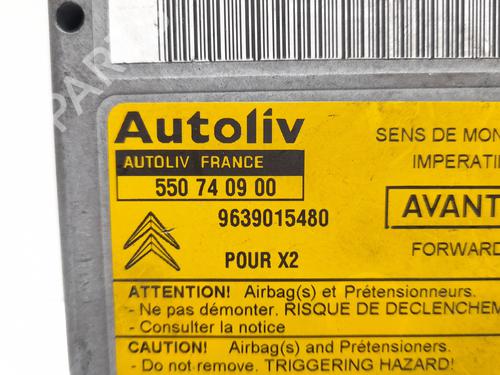 Autoliv
AUTOLIV FRANCE
550 74 09 00
9639015480
POUR X2
SENS DE MON
IMPERATI
AVANT
FORWARD
ATTENTION! Airbag(s) et Prétensionneurs.
- Ne pas démonter. RISQUE DE DECLENCHEM
- Consulter la notice
CAUTION! Airbag(s) and Prétensioners.
- Do not remove. TRIGGERING HAZARD!